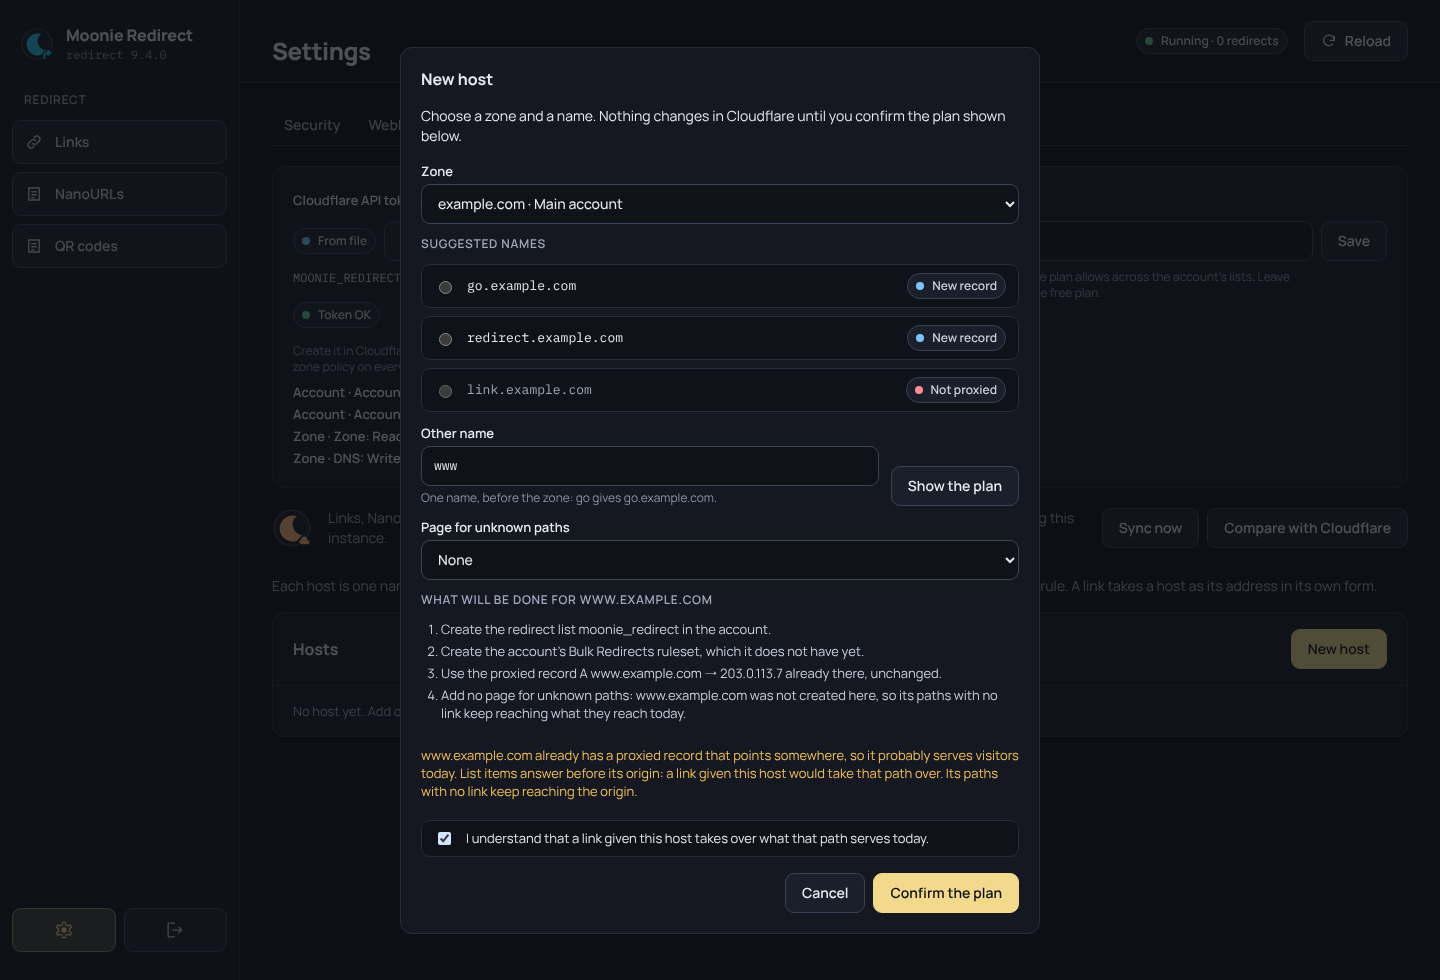 Moonie Redirect
redirect 9.4.0
REDIRECT
Links
NanoURLs
QR codes
Settings
Running · 0 redirects
Reload
Security
Cloudflare API
From file
MOONIE_REDIRECT
Token OK
Create it in
zone policy on
Account ·
Account ·
Zone · Zone: Read
Zone · DNS: Write
Save
plan allows across the account's lists. Leave
free plan.
Links,
instance.
this
Sync now
Compare with Cloudflare
Each host is one
rule. A link takes a host as its address in its own form.
Hosts
New host
No host yet. Add
New host
Choose a zone and a name. Nothing changes in Cloudflare until you confirm the plan shown
below.
Zone
example.com · Main account
SUGGESTED NAMES
go.example.com
New record
redirect.example.com
New record
link.example.com
Not proxied
Other name
www
One name, before the zone: go gives go.example.com.
Show the plan
Page for unknown paths
None
WHAT WILL BE DONE FOR WWW.EXAMPLE.COM
1. Create the redirect list moonie_redirect in the account.
2. Create the account's Bulk Redirects ruleset, which it does not have yet.
3. Use the proxied record A www.example.com → 203.0.113.7 already there, unchanged.
4. Add no page for unknown paths: www.example.com was not created here, so its paths with no
link keep reaching what they reach today.
www.example.com already has a proxied record that points somewhere, so it probably serves visitors
today. List items answer before its origin: a link given this host would take that path over. Its paths
with no link keep reaching the origin.
I understand that a link given this host takes over what that path serves today.
Cancel
Confirm the plan